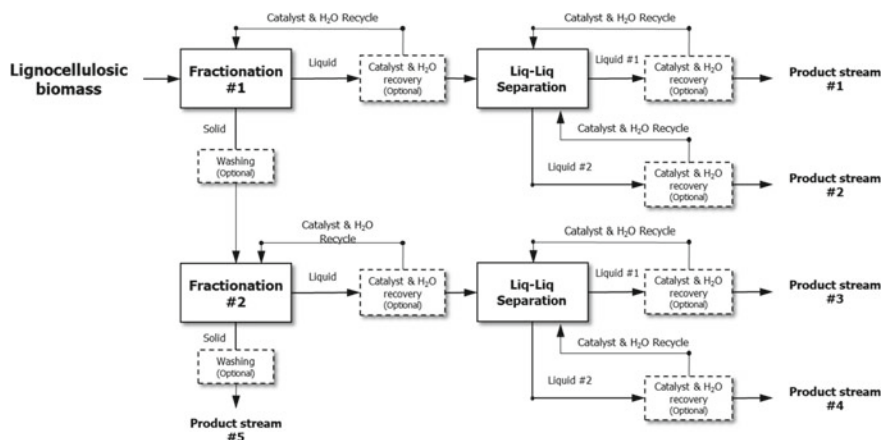 Catalyst & H₂O Recycle
Catalyst & H₂O Recycle
Lignocellulosic
biomass
Fractionation
#1
Liquid
Catalyst & H₂O
recovery
(Optional)
Liq-Liq
Separation
Liquid #1
Catalyst & H₂O
recovery
(Optional)
Product stream
#1
Solid
Catalyst & H₂O Recycle
Washing
(Optional)
Liquid #2
Catalyst & H₂O
recovery
(Optional)
Product stream
#2
Catalyst & H₂O
Recycle
Catalyst & H₂O Recycle
Fractionation
#2
Liquid
Catalyst & H₂O
recovery
(Optional)
Liq-Liq
Separation
Liquid #1
Catalyst & H₂O
recovery
(Optional)
Product stream
#3
Solid
Catalyst & H₂O Recycle
Washing
(Optional)
Liquid #2
Catalyst & H₂O
recovery
(Optional)
Product stream
#4
Product stream
#5